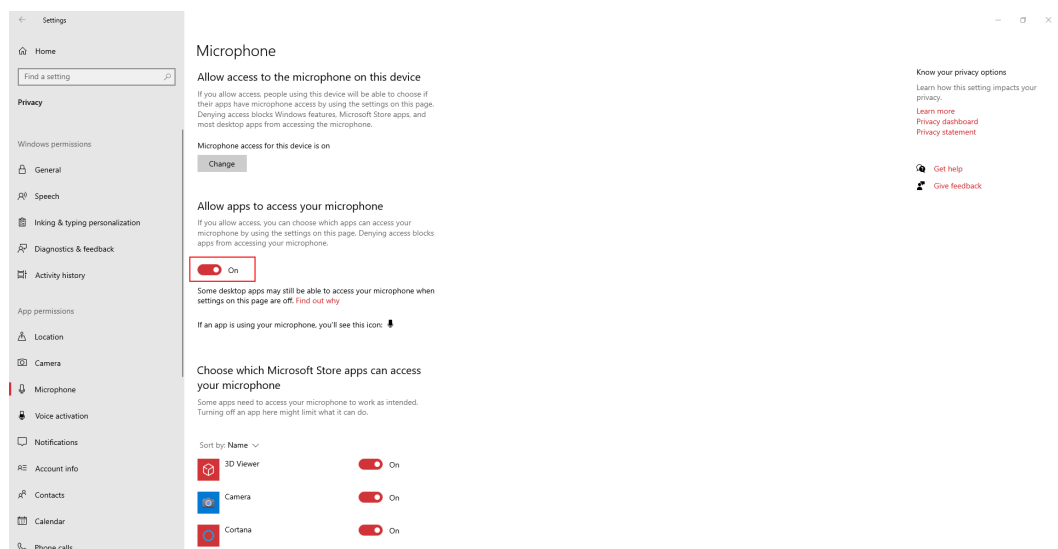 Settings
Home
Find a setting
Privacy
Windows permissions
General
Speech
Inking & typing personalization
Diagnostics & feedback
Activity history
App permissions
Location
Camera
Microphone
Voice activation
Notifications
Account info
Contacts
Calendar
Phone calls
Microphone
Allow access to the microphone on this device
If you allow access, people using this device will be able to choose if
their apps have microphone access by using the settings on this page.
Denying access blocks Windows features, Microsoft Store apps, and
most desktop apps from accessing the microphone.
Microphone access for this device is on
Change
Allow apps to access your microphone
If you allow access, you can choose which apps can access your
microphone by using the settings on this page. Denying access blocks
apps from accessing your microphone.
On
Some desktop apps may still be able to access your microphone when
settings on this page are off. Find out why
If an app is using your microphone, you'll see this icon:
Choose which Microsoft Store apps can access
your microphone
Some apps need to access your microphone to work as intended.
Turning off an app here might limit what it can do.
Sort by: Name
3D Viewer On
Camera On
Cortana On
Know your privacy options
Learn how this setting impacts your
privacy.
Learn more
Privacy dashboard
Privacy statement
Get help
Give feedback